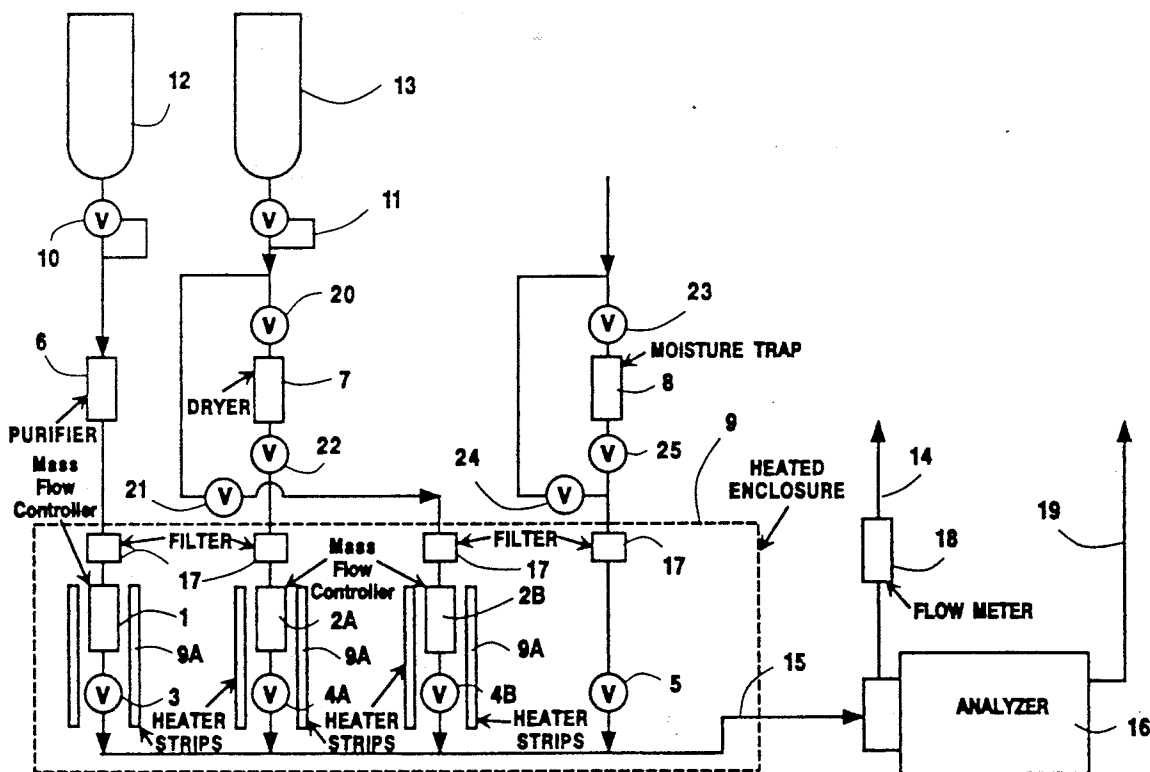 12
13
V
10
V
11
V
20
V
23
6
PURIFIER
DRYER
7
MOISTURE TRAP
8
V
22
V
25
9
HEATED
ENCLOSURE
14
19
Mass
Flow
Controller
21
V
24
V
FILTER
17
Mass
Flow
Controller
FILTER
17
17
18
FLOW METER
1
2A
2B
9A
9A
9A
V
3
V
4A
V
4B
V
5
15
HEATER
STRIPS
HEATER
STRIPS
HEATER
STRIPS
ANALYZER
16